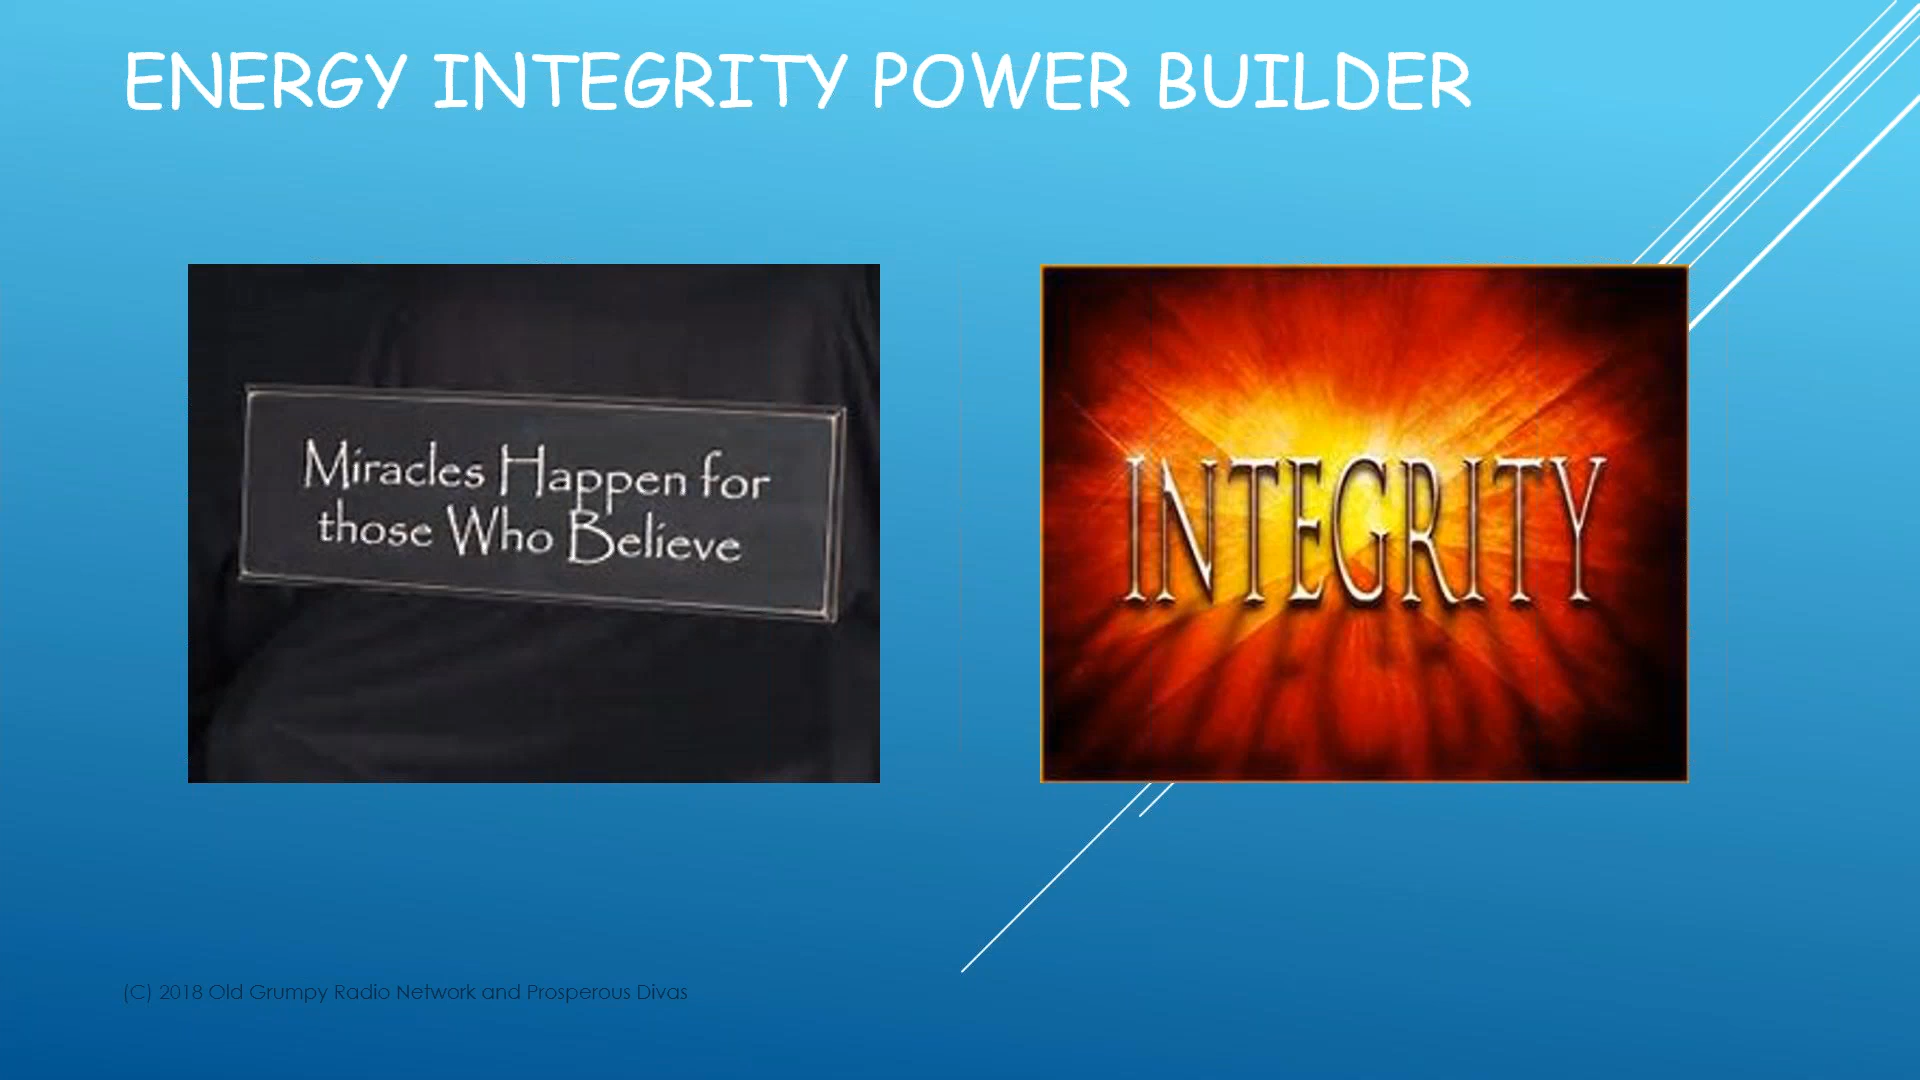 ENERGY INTEGRITY POWER BUILDER
Miracles Happen for
those Who Believe
INTEGRITY
(C) 2018 Old Grumpy Radio Network and Prosperous Divas